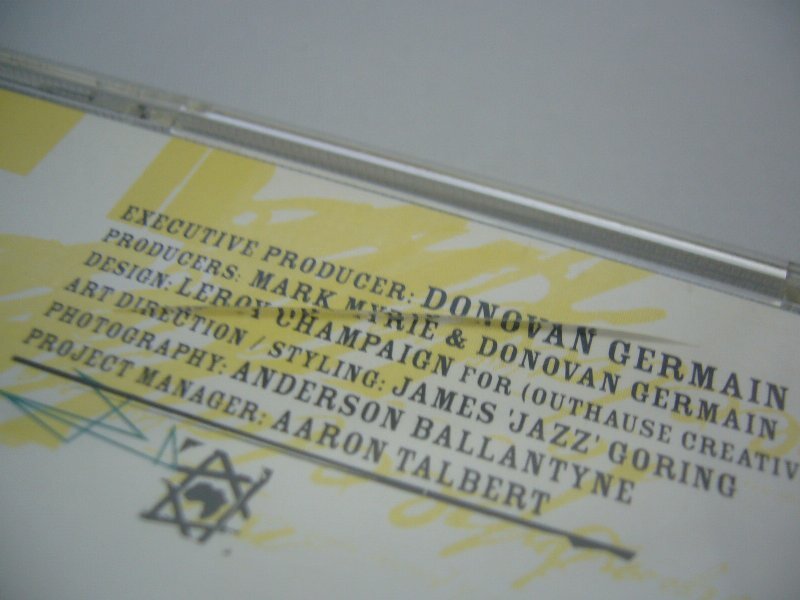 EXECUTIVE PRODUCER: DONOVAN GERMAIN
PRODUCERS: MARK MYRIE & DONOVAN GERMAIN
DESIGN: LEROY CHAMPAIGN FOR (OUTHAUSE CREATIV
ART DIRECTION / STYLING: JAMES 'JAZZ' GORING
PHOTOGRAPHY: ANDERSON BALLANTYNE
PROJECT MANAGER: AARON TALBERT